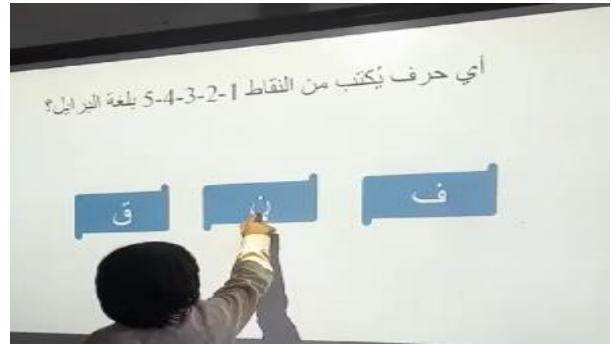 أي حرف يُكتب من النقاط 1-2-3-4-5 بلغة البرايل؟
ف
ن
ق